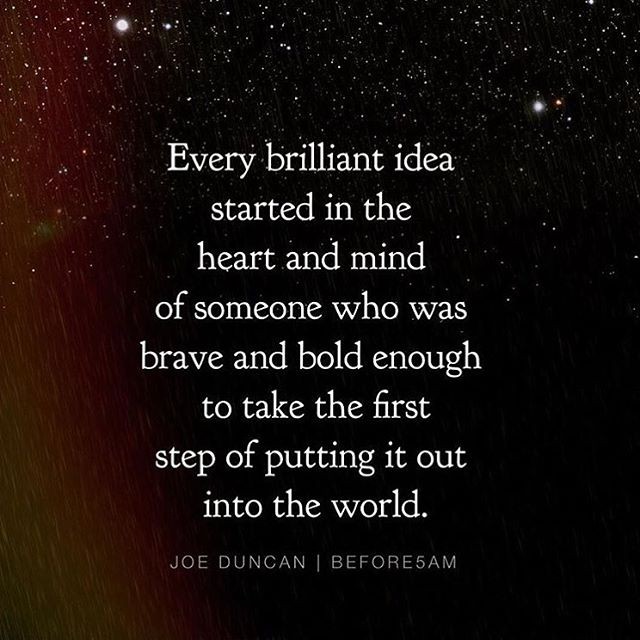 Every brilliant idea
started in the
heart and mind
of someone who was
brave and bold enough
to take the first
step of putting it out
into the world.
JOE DUNCAN | BEFORE5AM